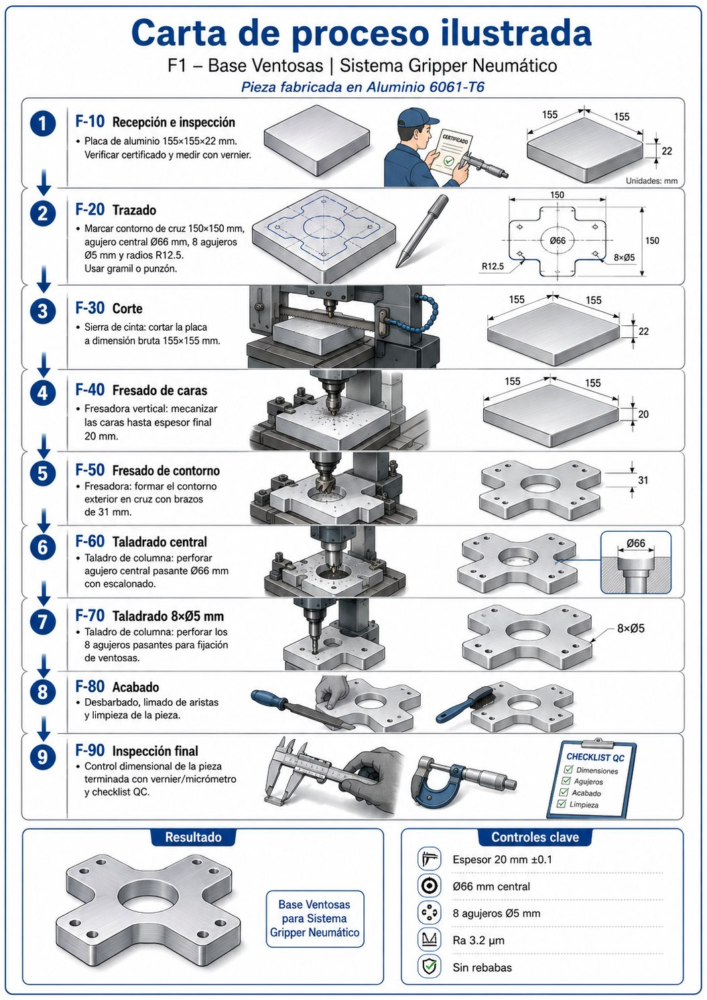 Carta de proceso ilustrada
F1 – Base Ventosas | Sistema Gripper Neumático
Pieza fabricada en Aluminio 6061-T6
1
F-10 Recepción e inspección
• Placa de aluminio 155×155×22 mm.
Verificar certificado y medir con vernier.
CERTIFICADO
155
155
22
Unidades: mm
2
F-20 Trazado
• Marcar contorno de cruz 150×150 mm,
agujero central Ø66 mm, 8 agujeros
Ø5 mm y radios R12.5.
Usar gramil o punzón.
150
150
Ø66
R12.5
8×Ø5
3
F-30 Corte
• Sierra de cinta: cortar la placa
a dimensión bruta 155×155 mm.
155
155
22
4
F-40 Fresado de caras
• Fresadora vertical: mecanizar
las caras hasta espesor final
20 mm.
155
155
20
5
F-50 Fresado de contorno
• Fresadora: formar el contorno
exterior en cruz con brazos
de 31 mm.
31
6
F-60 Taladrado central
• Taladro de columna: perforar
agujero central pasante Ø66 mm
con escalonado.
Ø66
7
F-70 Taladrado 8×Ø5 mm
• Taladro de columna: perforar los
8 agujeros pasantes para fijación
de ventosas.
8×Ø5
8
F-80 Acabado
• Desbarbado, limado de aristas
y limpieza de la pieza.
9
F-90 Inspección final
• Control dimensional de la pieza
terminada con vernier/micrómetro
y checklist QC.
CHECKLIST QC
Dimensiones
Agujeros
Acabado
Limpieza
Resultado
Base Ventosas
para Sistema
Gripper Neumático
Controles clave
Espesor 20 mm ±0.1
Ø66 mm central
8 agujeros Ø5 mm
Ra 3.2 µm
Sin rebabas